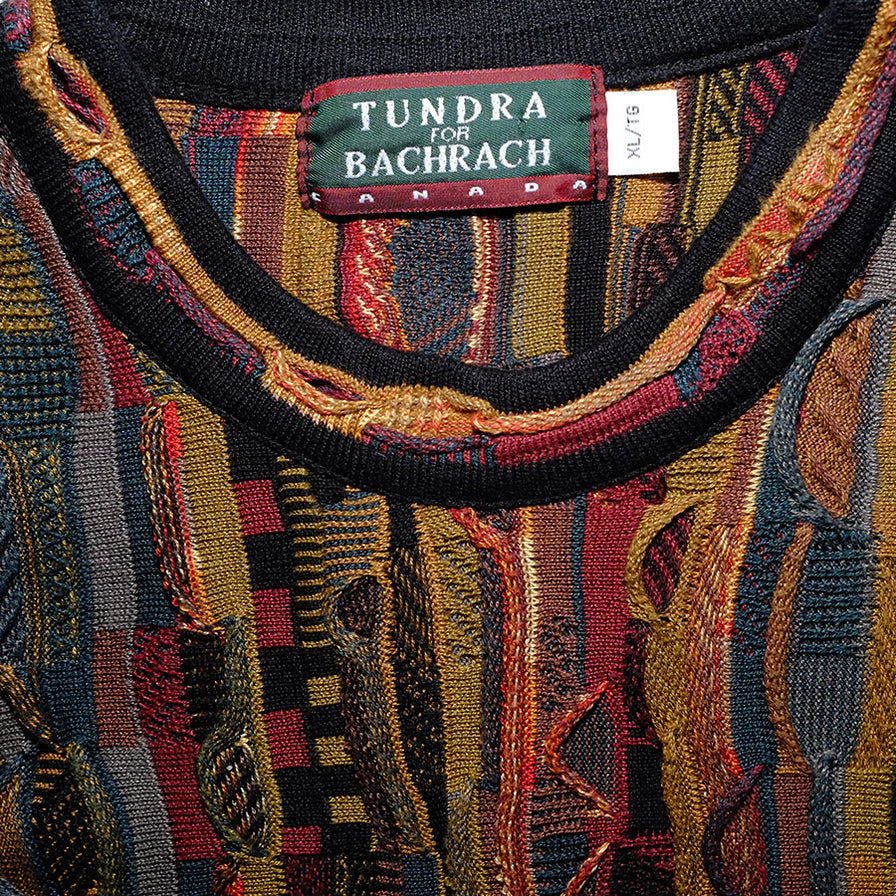 TUNDRA
FOR
BACHRACH
CANADA
XL/TG